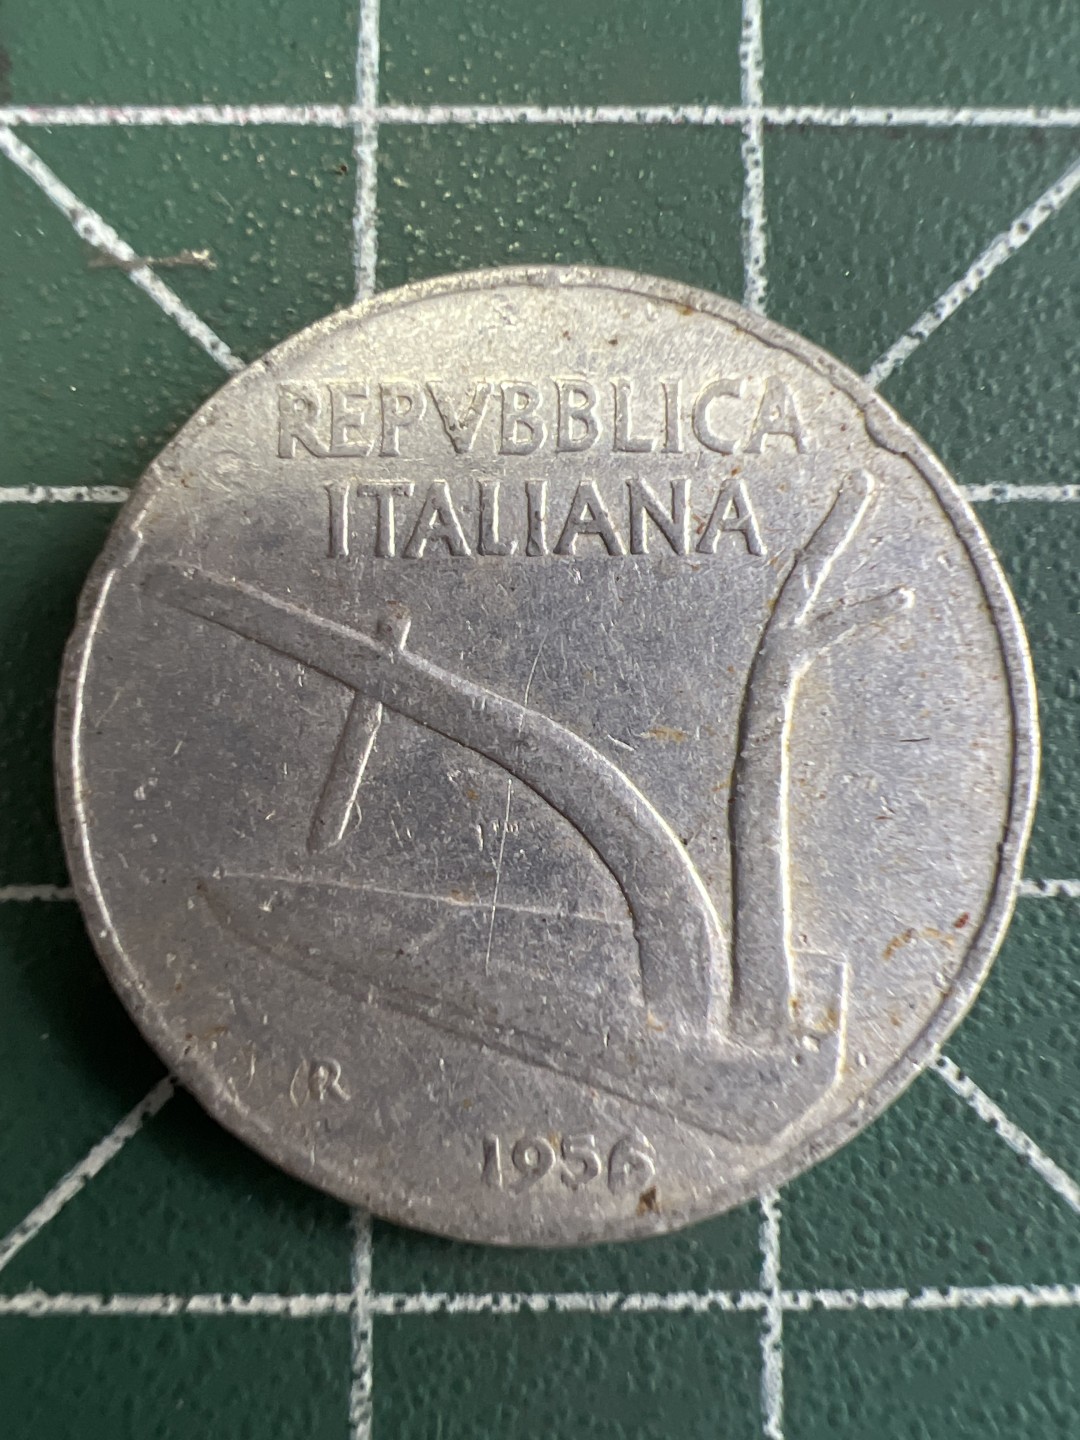 REPVBBLICA
ITALIANA
R
1956